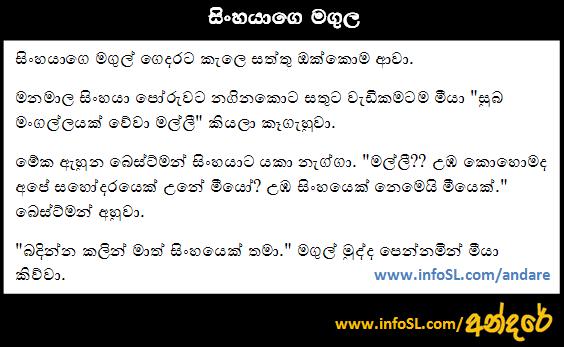 සිංහයාගෙ මගුල
සිංහයාගෙ මගුල් ගෙදරට කැලෙ සත්තු ඔක්කොම ආවා.
මනමාල සිංහයා පෝරුවට නගිනකොට සතුට වැඩිකමටම මීයා "සුබ
මංගල්ලයක් වේවා මල්ලී" කියලා කෑගැහුවා.
මේක ඇහුන බෙස්ට්මන් සිංහයාට යකා නැග්ගා. "මල්ලී?? උඹ කොහොමද
අපේ සහෝදරයෙක් උනේ මීයෝ? උඹ සිංහයෙක් නෙමෙයි මීයෙක්."
බෙස්ට්මන් අහුවා.
"බදින්න කලින් මාත් සිංහයෙක් තමා." මගුල් මුද්ද පෙන්නමින් මීයා
කිව්වා.
www.infoSL.com/andare
www.infoSL.com/අන්දරේ